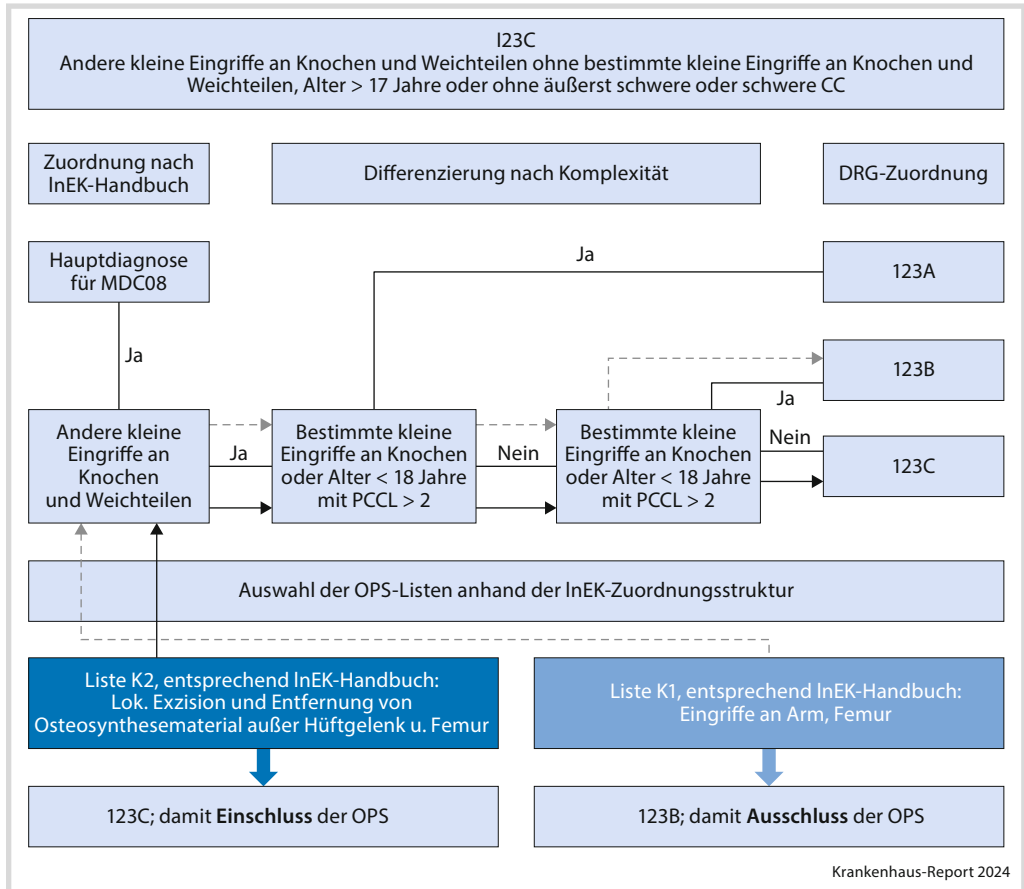 I23C
Andere kleine Eingriffe an Knochen und Weichteilen ohne bestimmte kleine Eingriffe an Knochen und
Weichteilen, Alter > 17 Jahre oder ohne äußerst schwere oder schwere CC
Zuordnung nach
InEK-Handbuch
Differenzierung nach Komplexität
DRG-Zuordnung
Hauptdiagnose
für MDC08
Ja
123A
Ja
123B
Ja
Andere kleine
Eingriffe an
Knochen
und Weichteilen
Ja
Bestimmte kleine
Eingriffe an Knochen
oder Alter < 18 Jahre
mit PCCL > 2
Nein
Bestimmte kleine
Eingriffe an Knochen
oder Alter < 18 Jahre
mit PCCL > 2
Nein
123C
Auswahl der OPS-Listen anhand der InEK-Zuordnungsstruktur
Liste K2, entsprechend InEK-Handbuch:
Lok. Exzision und Entfernung von
Osteosynthesematerial außer Hüftgelenk u. Femur
Liste K1, entsprechend InEK-Handbuch:
Eingriffe an Arm, Femur
123C; damit Einschluss der OPS
123B; damit Ausschluss der OPS
Krankenhaus-Report 2024